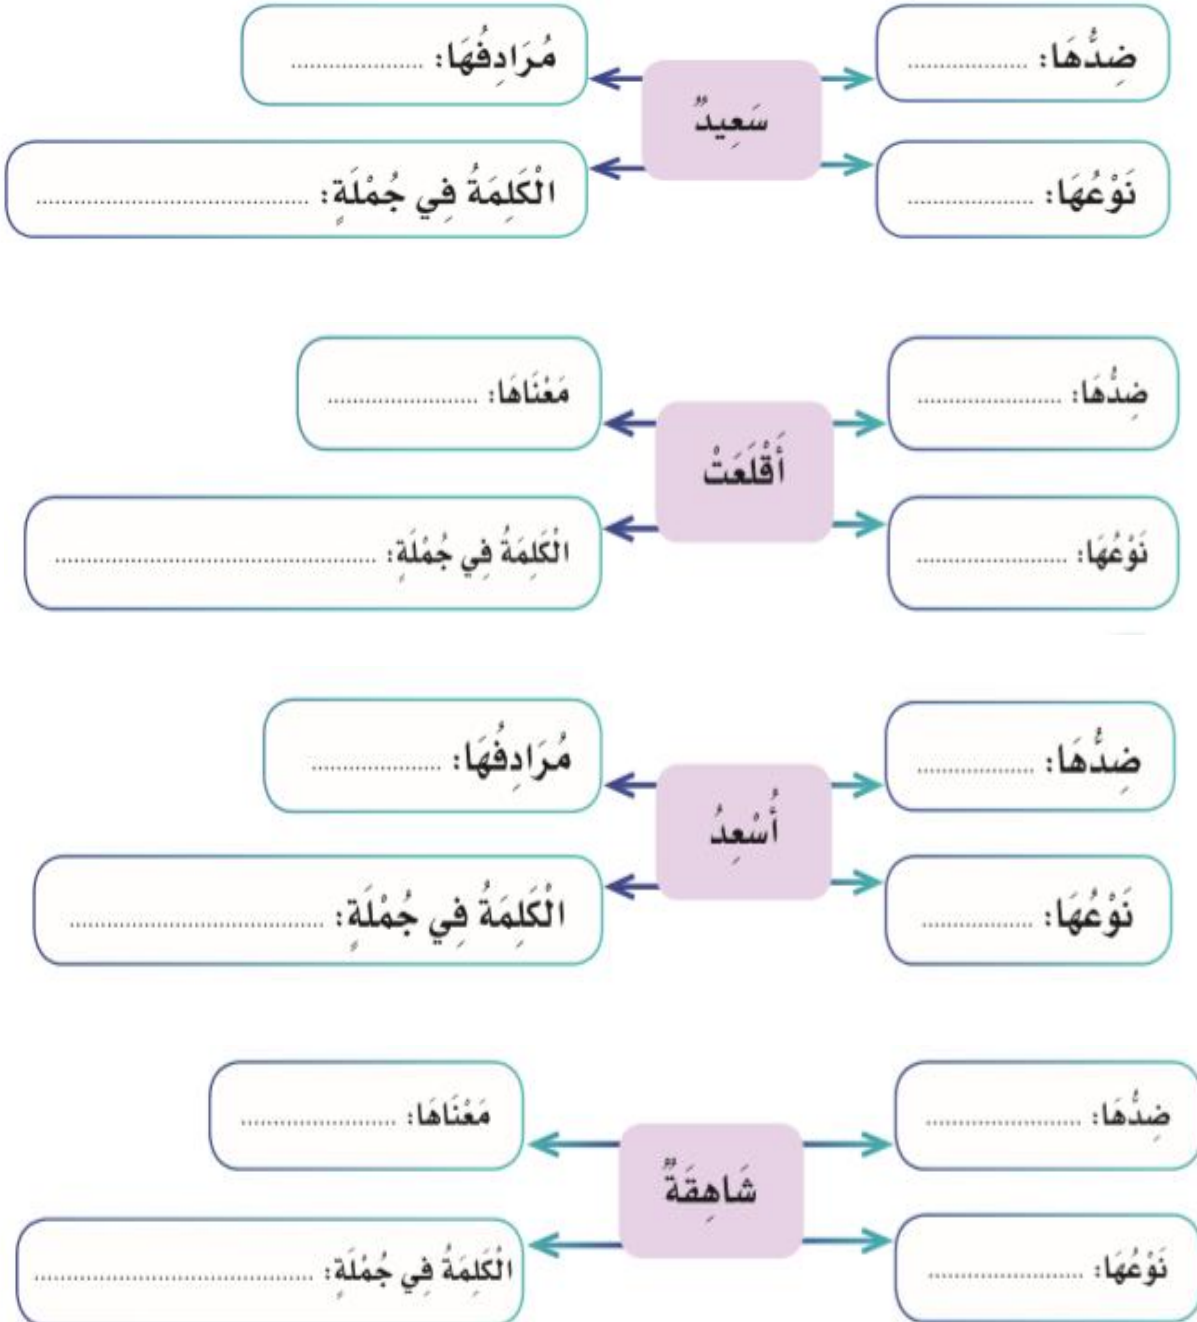 ضِدُّهَا: ...................
مُرَادِفُهَا: .....................
سَعِيدٌ
نَوْعُهَا: ....................
الْكَلِمَةُ فِي جُمْلَةٍ: ............................................
ضِدُّهَا: .......................
مَعْنَاهَا: ........................
أَقْلَعَتْ
نَوْعُهَا: ........................
الْكَلِمَةُ فِي جُمْلَةٍ: ...................................................
ضِدُّهَا: ...................
مُرَادِفُهَا: .....................
أُسْعِدُ
نَوْعُهَا: ..................
الْكَلِمَةُ فِي جُمْلَةٍ: .........................................
ضِدُّهَا: .........................
مَعْنَاهَا: .........................
شَاهِقَةٌ
نَوْعُهَا: .........................
الْكَلِمَةُ فِي جُمْلَةٍ: .............................................